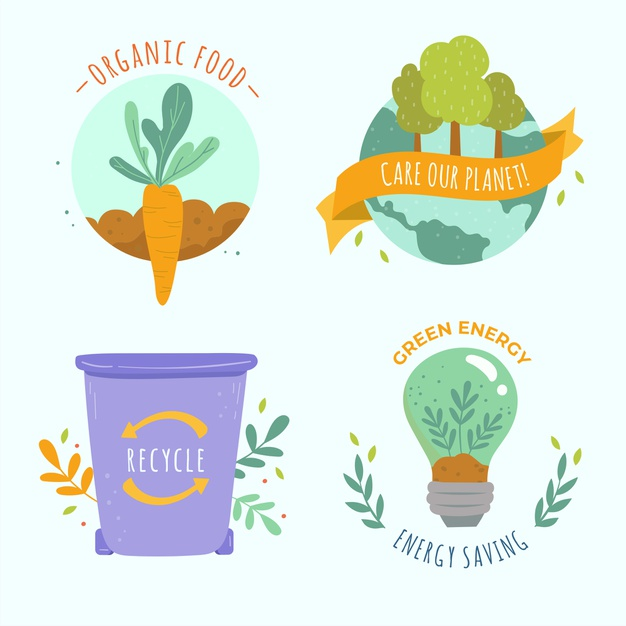 ORGANIC FOOD
CARE OUR PLANET!
RECYCLE
GREEN ENERGY
ENERGY SAVING